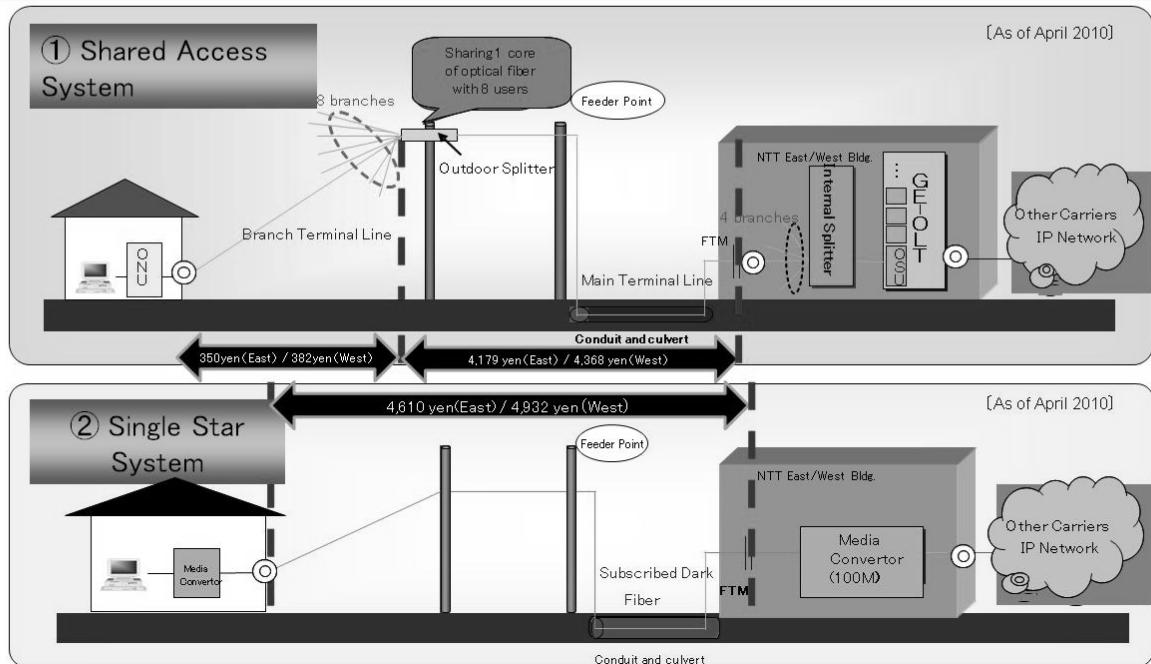 ① Shared Access
System
[As of April 2010]
Sharing 1 core
of optical fiber
with 8 users
8 branches
Feeder Point
Outdoor Splitter
NTT East/West Bldg.
Internal Splitter
GE-OLT
OSU
4 branches
FTM
Other Carriers
IP Network
ONU
Branch Terminal Line
Main Terminal Line
Conduit and culvert
350yen(East) / 382yen(West)
4,179 yen(East) / 4,368 yen(West)
4,610 yen(East) / 4,932 yen(West)
② Single Star
System
[As of April 2010]
Feeder Point
NTT East/West Bldg.
Media
Convertor
Media
Convertor
(100M)
Other Carriers
IP Network
Subscribed Dark
Fiber
FTM
Conduit and culvert